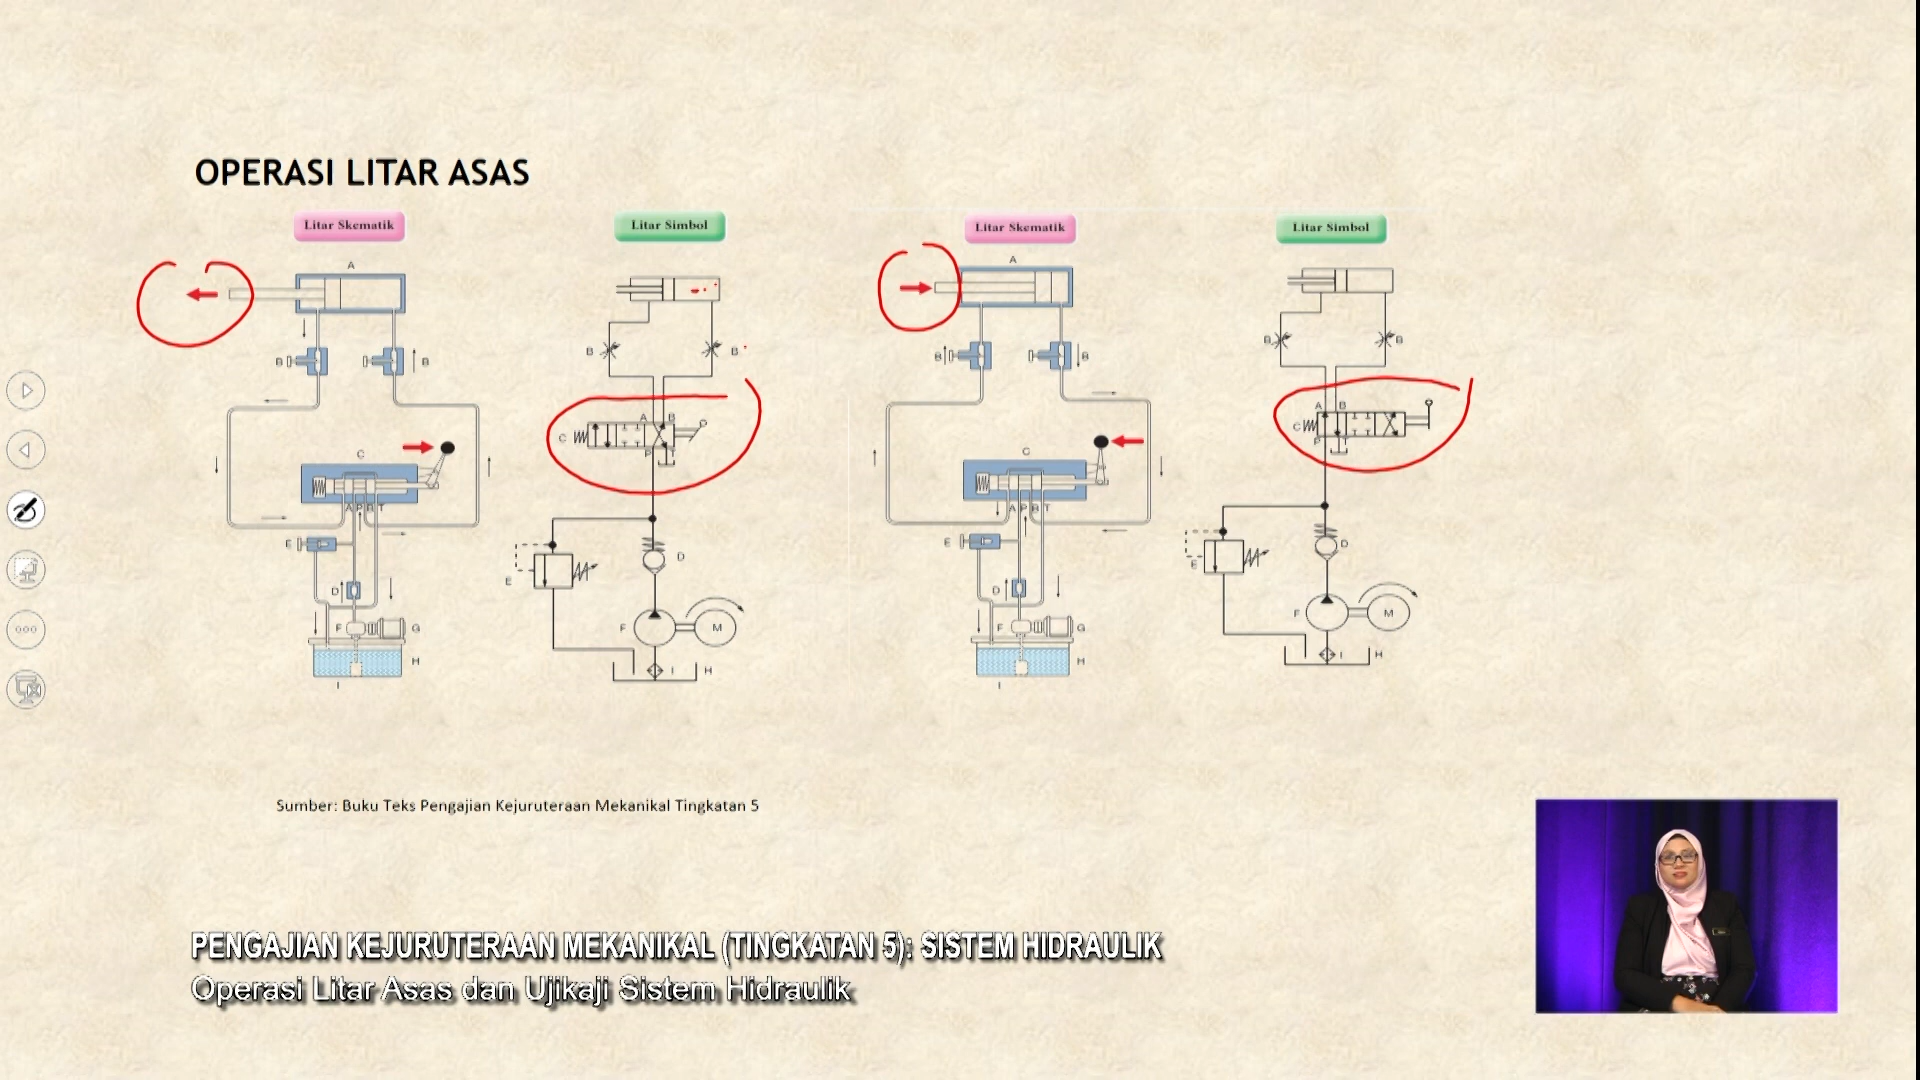 OPERASI LITAR ASAS
Litar Skematik
Litar Simbol
Litar Skematik
Litar Simbol
A
B
B
C
A P B T
E
D
F
G
H
I
B
B
A B
C
P T
E
D
F
M
I
H
A
B
B
C
A P B T
E
D
F
G
H
I
B
B
A B
C
P T
E
D
F
M
I
H
Sumber: Buku Teks Pengajian Kejuruteraan Mekanikal Tingkatan 5
PENGAJIAN KEJURUTERAAN MEKANIKAL (TINGKATAN 5): SISTEM HIDRAULIK
Operasi Litar Asas dan Ujikaji Sistem Hidraulik